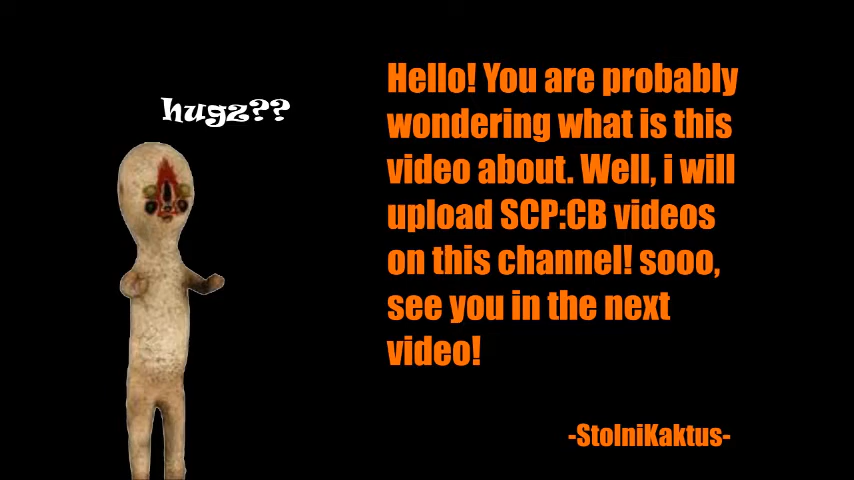 hugz??
Hello! You are probably
wondering what is this
video about. Well, i will
upload SCP:CB videos
on this channel! sooo,
see you in the next
video!
-StolniKaktus-